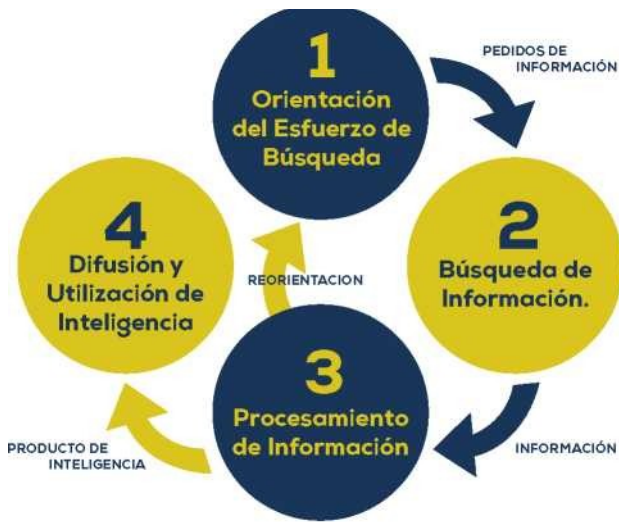 1
Orientación
del Esfuerzo de
Búsqueda
PEDIDOS DE
INFORMACIÓN
2
Búsqueda de
Información.
INFORMACIÓN
3
Procesamiento
de Información
REORIENTACION
PRODUCTO DE
INTELIGENCIA
4
Difusión y
Utilización de
Inteligencia